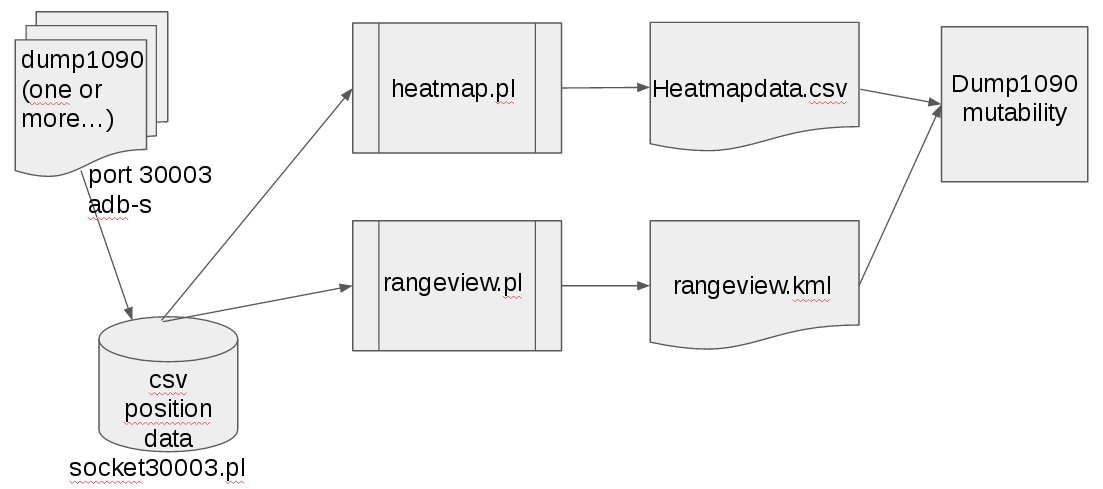 dump1090
(one or
more…)
port 30003
adb-s
csv
position
data
socket30003.pl
heatmap.pl
Heatmapdata.csv
rangeview.pl
rangeview.kml
Dump1090
mutability